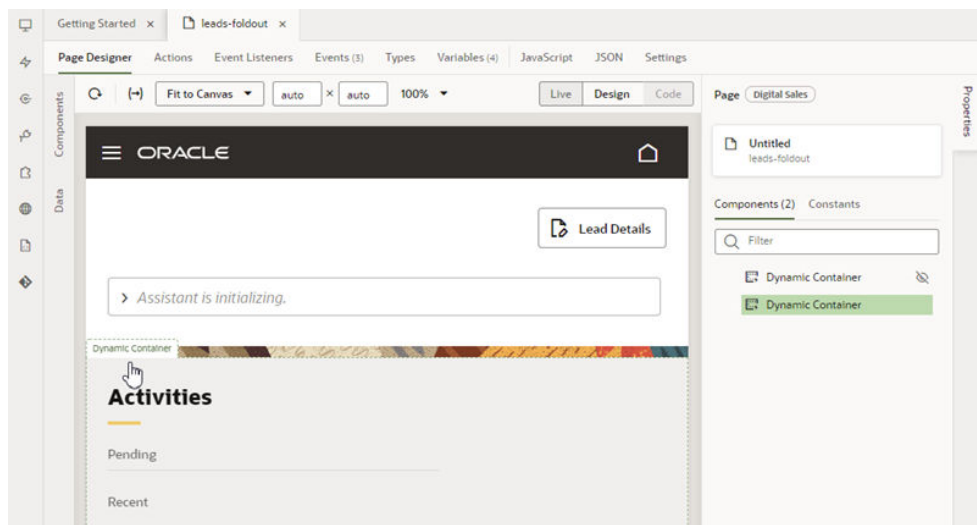 Getting Started × leads-foldout ×
Page Designer Actions Event Listeners Events (3) Types Variables (4) JavaScript JSON Settings
Components
Data
Fit to Canvas auto × auto 100% Live Design Code
Page Digital Sales
Properties
Untitled
leads-foldout
ORACLE
Components (2) Constants
Filter
Lead Details
Dynamic Container
Dynamic Container
> Assistant is initializing.
Dynamic Container
Activities
Pending
Recent